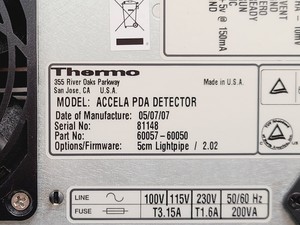 -5v @ 150mA
Thermo
355 River Oaks Parkway
San Jose, CA U.S.A.
Made in U.S.A.
MODEL: ACCELA PDA DETECTOR
Date of Manufacture: 05/07/07
Serial No: 81148
Part No: 60057-60050
Options/Firmware: 5cm Lightpipe / 2.02
LINE 100V 115V 230V 50/60 Hz
FUSE T3.15A T1.6A 200VA